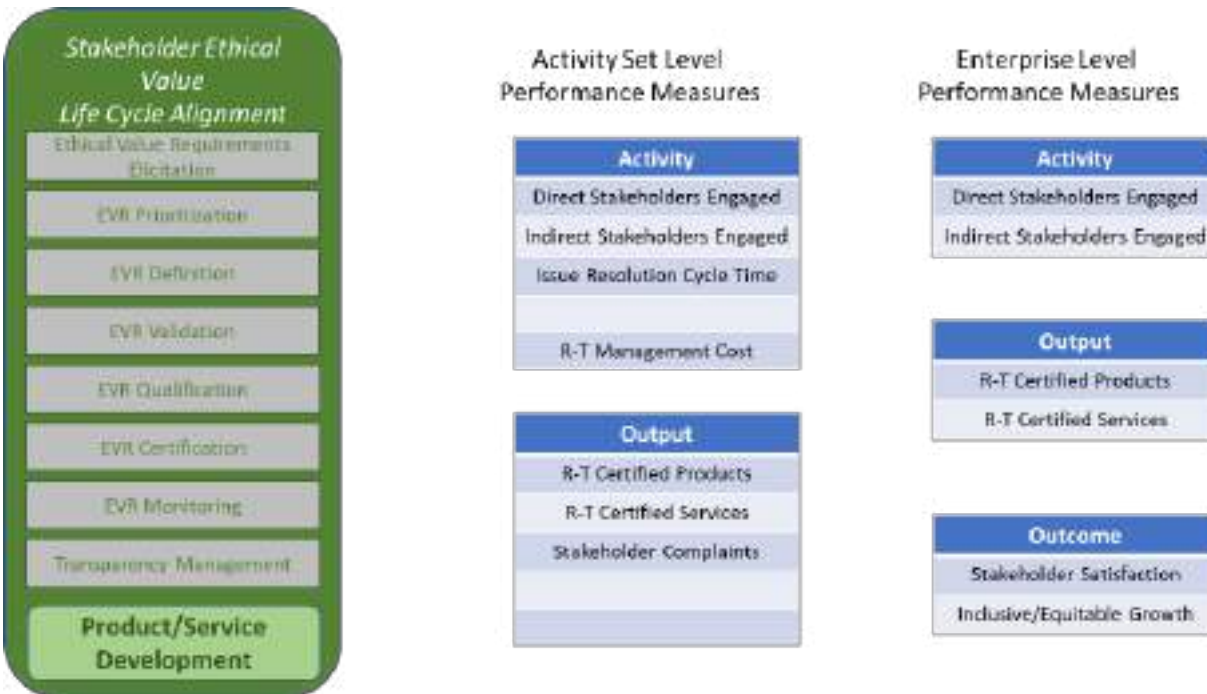 Stakeholder Ethical
Value
Life Cycle Alignment
Ethical Value Requirements
Elicitation
EVR Prioritization
EVR Definition
EVR Validation
EVR Qualification
EVR Certification
EVR Monitoring
Transparency Management
Product/Service
Development
Activity Set Level
Performance Measures
Activity
Direct Stakeholders Engaged
Indirect Stakeholders Engaged
Issue Resolution Cycle Time
R-T Management Cost
Output
R-T Certified Products
R-T Certified Services
Stakeholder Complaints
Enterprise Level
Performance Measures
Activity
Direct Stakeholders Engaged
Indirect Stakeholders Engaged
Output
R-T Certified Products
R-T Certified Services
Outcome
Stakeholder Satisfaction
Inclusive/Equitable Growth